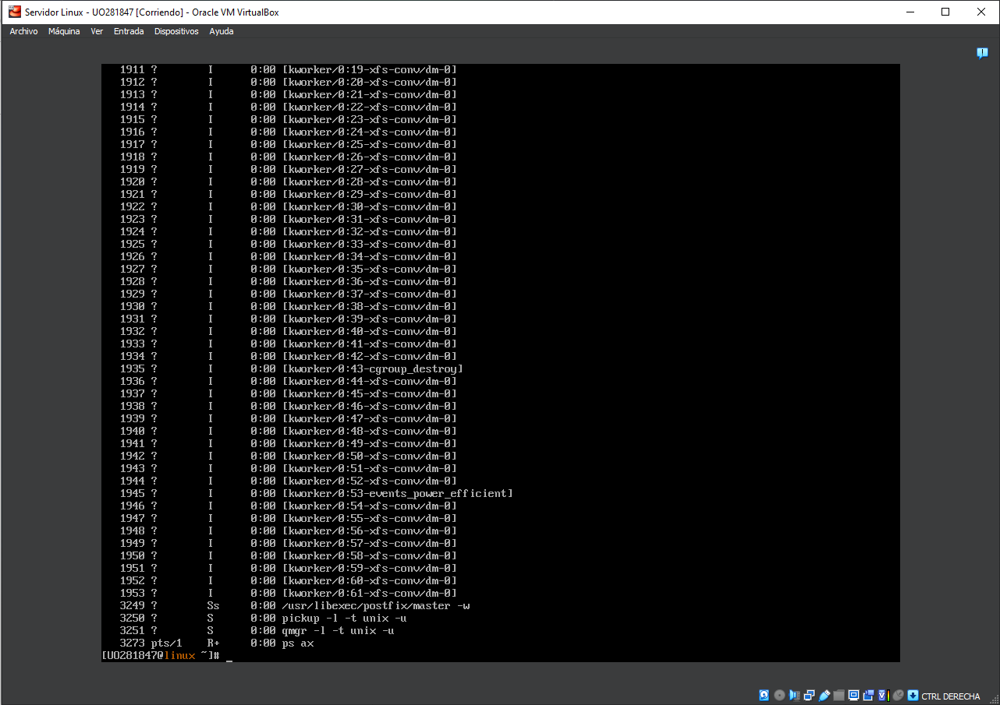 Servidor Linux - UO281847 [Corriendo] - Oracle VM VirtualBox
Archivo Máquina Ver Entrada Dispositivos Ayuda
1911 ? I 0:00 [kworker/0:19-xfs-conv/dm-0]
1912 ? I 0:00 [kworker/0:20-xfs-conv/dm-0]
1913 ? I 0:00 [kworker/0:21-xfs-conv/dm-0]
1914 ? I 0:00 [kworker/0:22-xfs-conv/dm-0]
1915 ? I 0:00 [kworker/0:23-xfs-conv/dm-0]
1916 ? I 0:00 [kworker/0:24-xfs-conv/dm-0]
1917 ? I 0:00 [kworker/0:25-xfs-conv/dm-0]
1918 ? I 0:00 [kworker/0:26-xfs-conv/dm-0]
1919 ? I 0:00 [kworker/0:27-xfs-conv/dm-0]
1920 ? I 0:00 [kworker/0:28-xfs-conv/dm-0]
1921 ? I 0:00 [kworker/0:29-xfs-conv/dm-0]
1922 ? I 0:00 [kworker/0:30-xfs-conv/dm-0]
1923 ? I 0:00 [kworker/0:31-xfs-conv/dm-0]
1924 ? I 0:00 [kworker/0:32-xfs-conv/dm-0]
1925 ? I 0:00 [kworker/0:33-xfs-conv/dm-0]
1926 ? I 0:00 [kworker/0:34-xfs-conv/dm-0]
1927 ? I 0:00 [kworker/0:35-xfs-conv/dm-0]
1928 ? I 0:00 [kworker/0:36-xfs-conv/dm-0]
1929 ? I 0:00 [kworker/0:37-xfs-conv/dm-0]
1930 ? I 0:00 [kworker/0:38-xfs-conv/dm-0]
1931 ? I 0:00 [kworker/0:39-xfs-conv/dm-0]
1932 ? I 0:00 [kworker/0:40-xfs-conv/dm-0]
1933 ? I 0:00 [kworker/0:41-xfs-conv/dm-0]
1934 ? I 0:00 [kworker/0:42-xfs-conv/dm-0]
1935 ? I 0:00 [kworker/0:43-cgroup_destroy]
1936 ? I 0:00 [kworker/0:44-xfs-conv/dm-0]
1937 ? I 0:00 [kworker/0:45-xfs-conv/dm-0]
1938 ? I 0:00 [kworker/0:46-xfs-conv/dm-0]
1939 ? I 0:00 [kworker/0:47-xfs-conv/dm-0]
1940 ? I 0:00 [kworker/0:48-xfs-conv/dm-0]
1941 ? I 0:00 [kworker/0:49-xfs-conv/dm-0]
1942 ? I 0:00 [kworker/0:50-xfs-conv/dm-0]
1943 ? I 0:00 [kworker/0:51-xfs-conv/dm-0]
1944 ? I 0:00 [kworker/0:52-xfs-conv/dm-0]
1945 ? I 0:00 [kworker/0:53-events_power_efficient]
1946 ? I 0:00 [kworker/0:54-xfs-conv/dm-0]
1947 ? I 0:00 [kworker/0:55-xfs-conv/dm-0]
1948 ? I 0:00 [kworker/0:56-xfs-conv/dm-0]
1949 ? I 0:00 [kworker/0:57-xfs-conv/dm-0]
1950 ? I 0:00 [kworker/0:58-xfs-conv/dm-0]
1951 ? I 0:00 [kworker/0:59-xfs-conv/dm-0]
1952 ? I 0:00 [kworker/0:60-xfs-conv/dm-0]
1953 ? I 0:00 [kworker/0:61-xfs-conv/dm-0]
3249 ? Ss 0:00 /usr/libexec/postfix/master -w
3250 ? S 0:00 pickup -l -t unix -u
3251 ? S 0:00 qmgr -l -t unix -u
3273 pts/1 R+ 0:00 ps ax
[UO281847@linux ~]# _
CTRL DERECHA